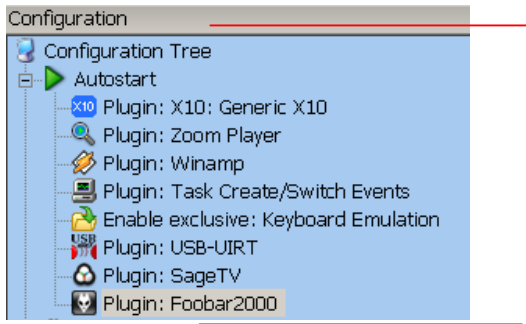 Configuration
Configuration Tree
Autostart
X10 Plugin: X10: Generic X10
Plugin: Zoom Player
Plugin: Winamp
Plugin: Task Create/Switch Events
Enable exclusive: Keyboard Emulation
USB Plugin: USB-UIRT
Plugin: SageTV
Plugin: Foobar2000